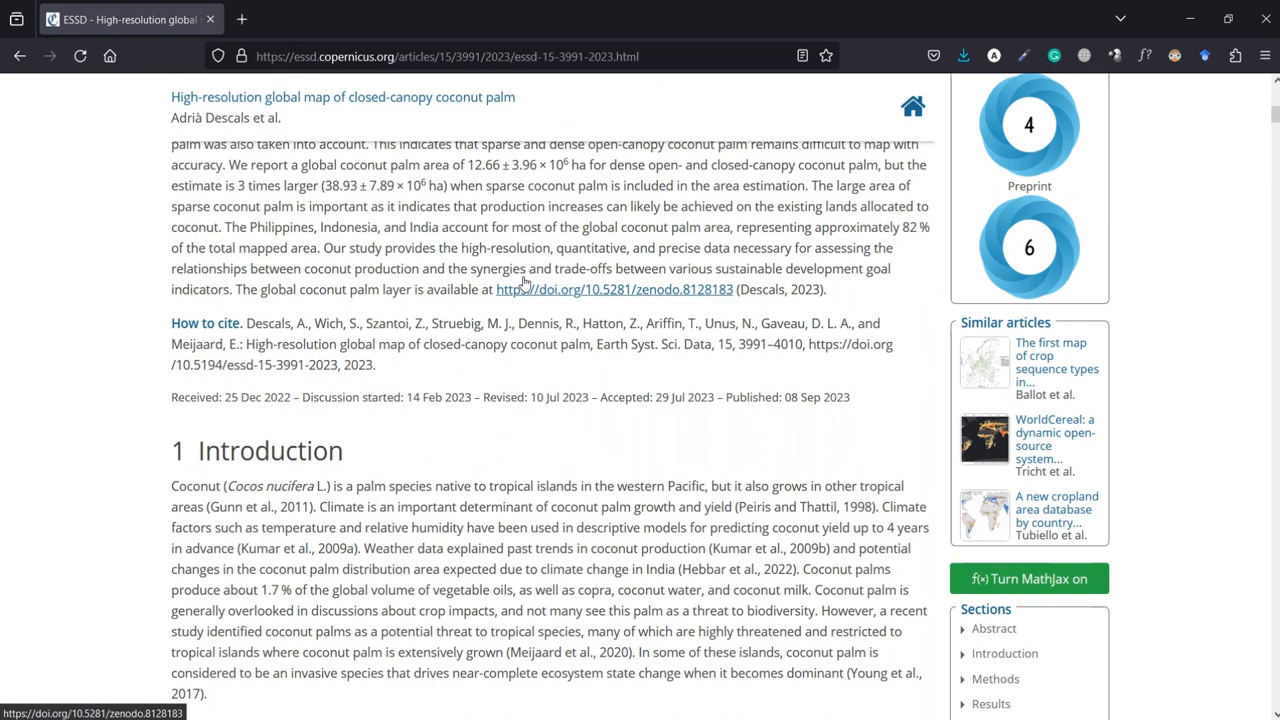 ESSD - High-resolution global
https://essd.copernicus.org/articles/15/3991/2023/essd-15-3991-2023.html
High-resolution global map of closed-canopy coconut palm
Adrià Descals et al.
palm was also taken into account. This indicates that sparse and dense open-canopy coconut palm remains difficult to map with
accuracy. We report a global coconut palm area of 12.66 ± 3.96 × 10⁶ ha for dense open- and closed-canopy coconut palm, but the
estimate is 3 times larger (38.93 ± 7.89 × 10⁶ ha) when sparse coconut palm is included in the area estimation. The large area of
sparse coconut palm is important as it indicates that production increases can likely be achieved on the existing lands allocated to
coconut. The Philippines, Indonesia, and India account for most of the global coconut palm area, representing approximately 82 %
of the total mapped area. Our study provides the high-resolution, quantitative, and precise data necessary for assessing the
relationships between coconut production and the synergies and trade-offs between various sustainable development goal
indicators. The global coconut palm layer is available at https://doi.org/10.5281/zenodo.8128183 (Descals, 2023).
How to cite. Descals, A., Wich, S., Szantoi, Z., Struebig, M. J., Dennis, R., Hatton, Z., Ariffin, T., Unus, N., Gaveau, D. L. A., and
Meijaard, E.: High-resolution global map of closed-canopy coconut palm, Earth Syst. Sci. Data, 15, 3991–4010, https://doi.org
/10.5194/essd-15-3991-2023, 2023.
Received: 25 Dec 2022 – Discussion started: 14 Feb 2023 – Revised: 10 Jul 2023 – Accepted: 29 Jul 2023 – Published: 08 Sep 2023
1 Introduction
Coconut (Cocos nucifera L.) is a palm species native to tropical islands in the western Pacific, but it also grows in other tropical
areas (Gunn et al., 2011). Climate is an important determinant of coconut palm growth and yield (Peiris and Thattil, 1998). Climate
factors such as temperature and relative humidity have been used in descriptive models for predicting coconut yield up to 4 years
in advance (Kumar et al., 2009a). Weather data explained past trends in coconut production (Kumar et al., 2009b) and potential
changes in the coconut palm distribution area expected due to climate change in India (Hebbar et al., 2022). Coconut palms
produce about 1.7 % of the global volume of vegetable oils, as well as copra, coconut water, and coconut milk. Coconut palm is
generally overlooked in discussions about crop impacts, and not many see this palm as a threat to biodiversity. However, a recent
study identified coconut palms as a potential threat to tropical species, many of which are highly threatened and restricted to
tropical islands where coconut palm is extensively grown (Meijaard et al., 2020). In some of these islands, coconut palm is
considered to be an invasive species that drives near-complete ecosystem state change when it becomes dominant (Young et al.,
2017).
https://doi.org/10.5281/zenodo.8128183
4
Preprint
6
Similar articles
The first map
of crop
sequence types
in...
Ballot et al.
WorldCereal: a
dynamic open-
source
system...
Tricht et al.
A new cropland
area database
by country...
Tubiello et al.
f(x) Turn MathJax on
Sections
Abstract
Introduction
Methods
Results